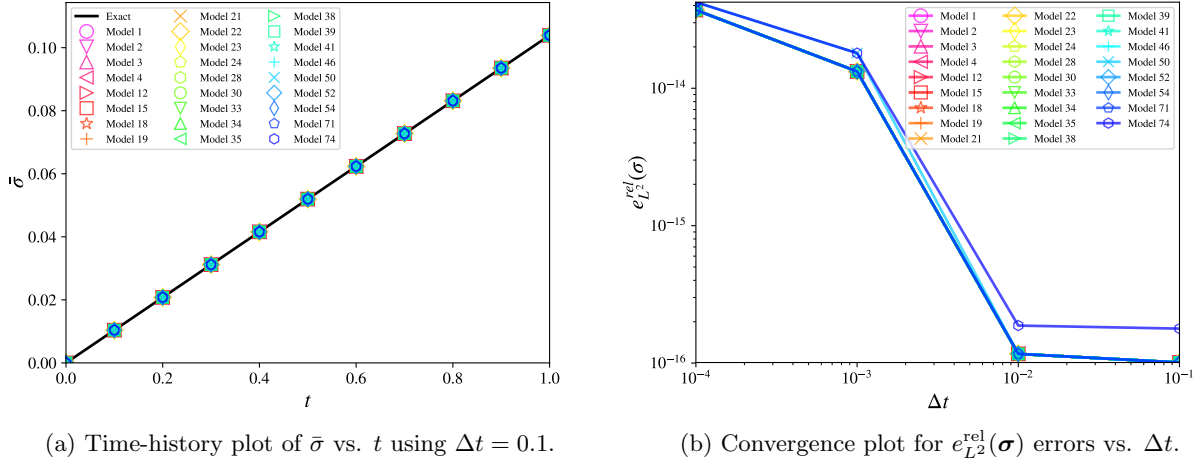 Exact
Model 1
Model 2
Model 3
Model 4
Model 12
Model 15
Model 18
Model 19
Model 21
Model 22
Model 23
Model 24
Model 28
Model 30
Model 33
Model 34
Model 35
Model 38
Model 39
Model 41
Model 46
Model 50
Model 52
Model 54
Model 71
Model 74
0.10
0.08
0.06
0.04
0.02
0.00
σ̄
0.0 0.2 0.4 0.6 0.8 1.0
t
(a) Time-history plot of σ̄ vs. t using Δt = 0.1.
Model 1
Model 2
Model 3
Model 4
Model 12
Model 15
Model 18
Model 19
Model 21
Model 22
Model 23
Model 24
Model 28
Model 30
Model 33
Model 34
Model 35
Model 38
Model 39
Model 41
Model 46
Model 50
Model 52
Model 54
Model 71
Model 74
10⁻¹⁴
10⁻¹⁵
10⁻¹⁶
e_{L²}^{rel}(σ)
10⁻⁴ 10⁻³ 10⁻² 10⁻¹
Δt
(b) Convergence plot for e_{L²}^{rel}(σ) errors vs. Δt.